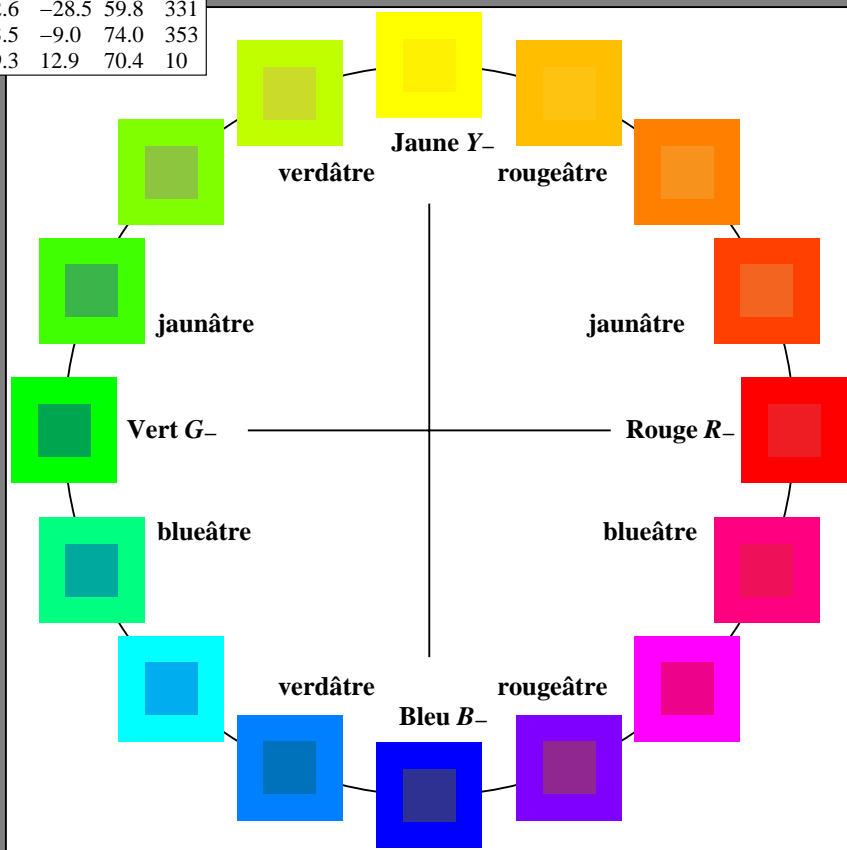 −28.5 59.8 331
−9.0 74.0 353
12.9 70.4 10
Jaune Y−
verdâtre rougeâtre
jaunâtre jaunâtre
Vert G− Rouge R−
blueâtre blueâtre
verdâtre rougeâtre
Bleu B−